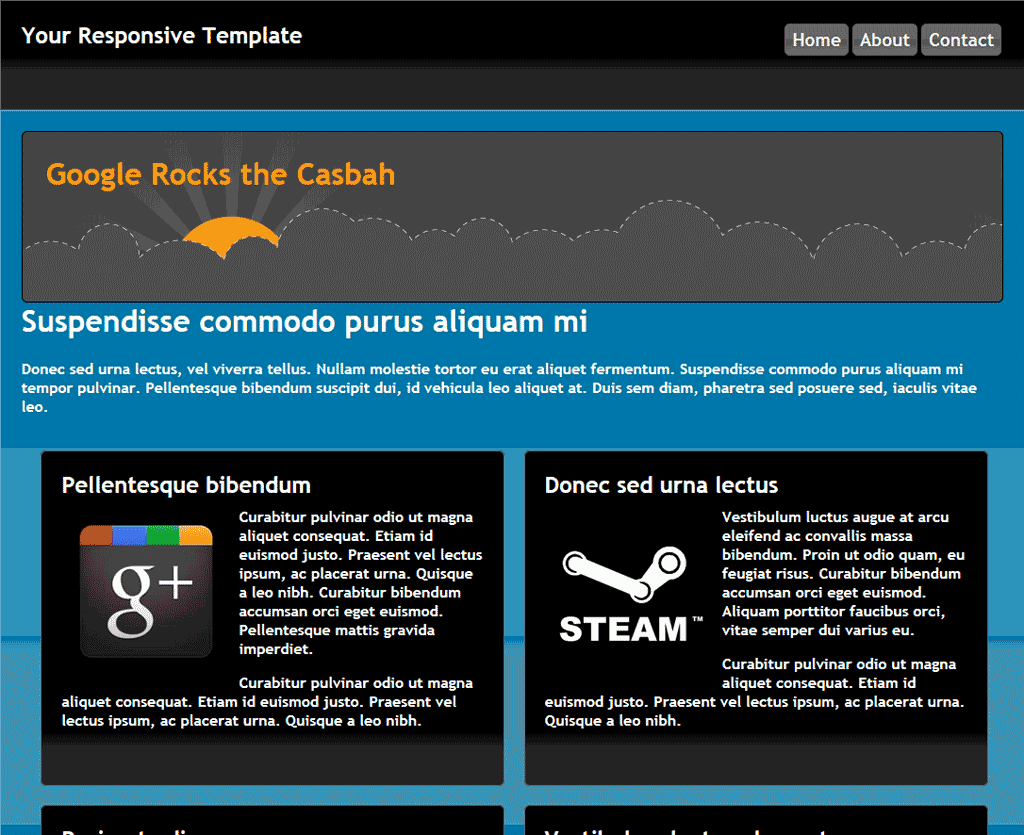 Your Responsive Template
Home
About
Contact
Google Rocks the Casbah
Suspendisse commodo purus aliquam mi
Donec sed urna lectus, vel viverra tellus. Nullam molestie tortor eu erat aliquet fermentum. Suspendisse commodo purus aliquam mi
tempor pulvinar. Pellentesque bibendum suscipit dui, id vehicula leo aliquet at. Duis sem diam, pharetra sed posuere sed, iaculis vitae
leo.
Pellentesque bibendum
g+
Curabitur pulvinar odio ut magna
aliquet consequat. Etiam id
euismod justo. Praesent vel lectus
ipsum, ac placerat urna. Quisque
a leo nibh. Curabitur bibendum
accumsan orci eget euismod.
Pellentesque mattis gravida
imperdiet.
Curabitur pulvinar odio ut magna
aliquet consequat. Etiam id euismod justo. Praesent vel
lectus ipsum, ac placerat urna. Quisque a leo nibh.
Donec sed urna lectus
STEAM™
Vestibulum luctus augue at arcu
eleifend ac convallis massa
bibendum. Proin ut odio quam, eu
feugiat risus. Curabitur bibendum
accumsan orci eget euismod.
Aliquam porttitor faucibus orci,
vitae semper dui varius eu.
Curabitur pulvinar odio ut magna
aliquet consequat. Etiam id
euismod justo. Praesent vel lectus ipsum, ac placerat urna.
Quisque a leo nibh.